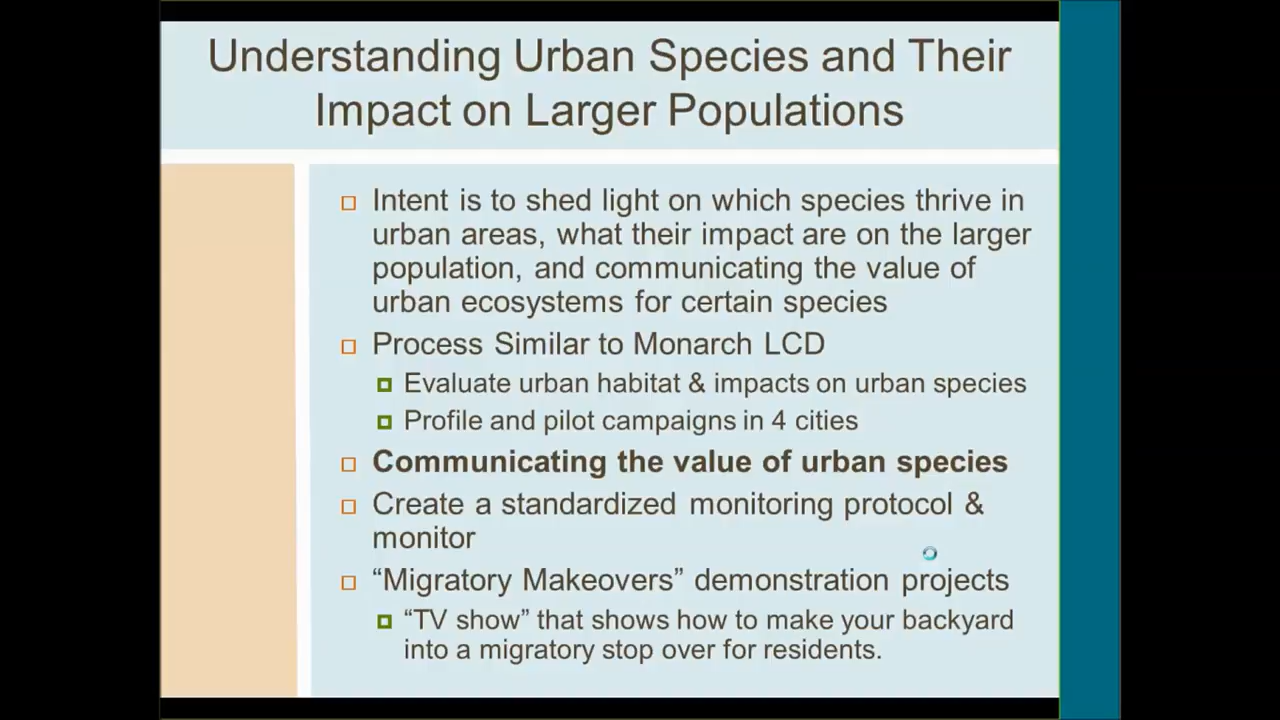 Understanding Urban Species and Their
Impact on Larger Populations
Intent is to shed light on which species thrive in
urban areas, what their impact are on the larger
population, and communicating the value of
urban ecosystems for certain species
Process Similar to Monarch LCD
Evaluate urban habitat & impacts on urban species
Profile and pilot campaigns in 4 cities
Communicating the value of urban species
Create a standardized monitoring protocol &
monitor
“Migratory Makeovers” demonstration projects
“TV show” that shows how to make your backyard
into a migratory stop over for residents.